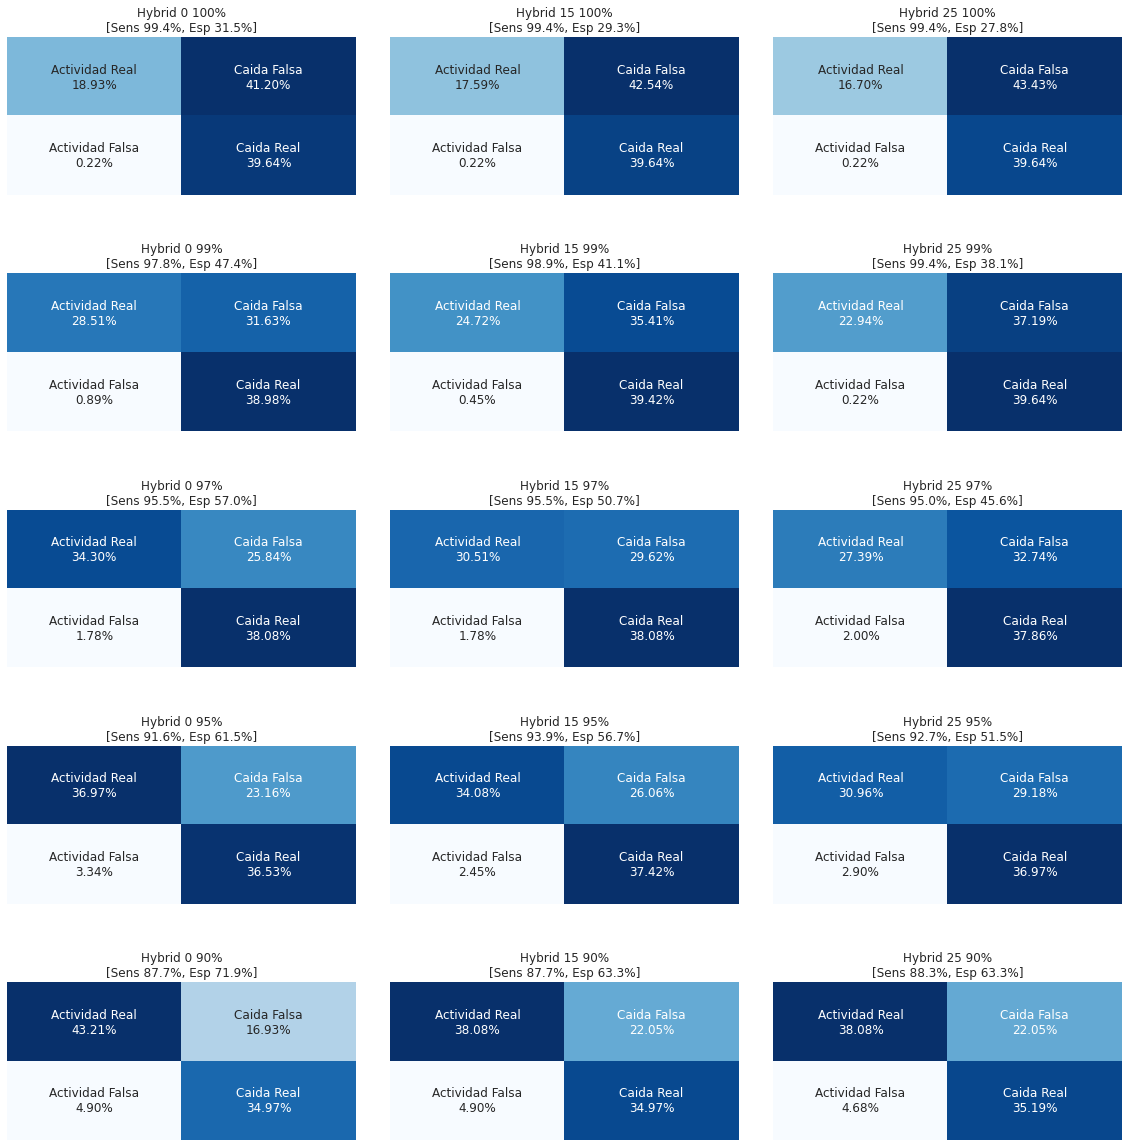 Hybrid 0 100%
[Sens 99.4%, Esp 31.5%]
Actividad Real
18.93%
Caida Falsa
41.20%
Actividad Falsa
0.22%
Caida Real
39.64%
Hybrid 15 100%
[Sens 99.4%, Esp 29.3%]
Actividad Real
17.59%
Caida Falsa
42.54%
Actividad Falsa
0.22%
Caida Real
39.64%
Hybrid 25 100%
[Sens 99.4%, Esp 27.8%]
Actividad Real
16.70%
Caida Falsa
43.43%
Actividad Falsa
0.22%
Caida Real
39.64%
Hybrid 0 99%
[Sens 97.8%, Esp 47.4%]
Actividad Real
28.51%
Caida Falsa
31.63%
Actividad Falsa
0.89%
Caida Real
38.98%
Hybrid 15 99%
[Sens 98.9%, Esp 41.1%]
Actividad Real
24.72%
Caida Falsa
35.41%
Actividad Falsa
0.45%
Caida Real
39.42%
Hybrid 25 99%
[Sens 99.4%, Esp 38.1%]
Actividad Real
22.94%
Caida Falsa
37.19%
Actividad Falsa
0.22%
Caida Real
39.64%
Hybrid 0 97%
[Sens 95.5%, Esp 57.0%]
Actividad Real
34.30%
Caida Falsa
25.84%
Actividad Falsa
1.78%
Caida Real
38.08%
Hybrid 15 97%
[Sens 95.5%, Esp 50.7%]
Actividad Real
30.51%
Caida Falsa
29.62%
Actividad Falsa
1.78%
Caida Real
38.08%
Hybrid 25 97%
[Sens 95.0%, Esp 45.6%]
Actividad Real
27.39%
Caida Falsa
32.74%
Actividad Falsa
2.00%
Caida Real
37.86%
Hybrid 0 95%
[Sens 91.6%, Esp 61.5%]
Actividad Real
36.97%
Caida Falsa
23.16%
Actividad Falsa
3.34%
Caida Real
36.53%
Hybrid 15 95%
[Sens 93.9%, Esp 56.7%]
Actividad Real
34.08%
Caida Falsa
26.06%
Actividad Falsa
2.45%
Caida Real
37.42%
Hybrid 25 95%
[Sens 92.7%, Esp 51.5%]
Actividad Real
30.96%
Caida Falsa
29.18%
Actividad Falsa
2.90%
Caida Real
36.97%
Hybrid 0 90%
[Sens 87.7%, Esp 71.9%]
Actividad Real
43.21%
Caida Falsa
16.93%
Actividad Falsa
4.90%
Caida Real
34.97%
Hybrid 15 90%
[Sens 87.7%, Esp 63.3%]
Actividad Real
38.08%
Caida Falsa
22.05%
Actividad Falsa
4.90%
Caida Real
34.97%
Hybrid 25 90%
[Sens 88.3%, Esp 63.3%]
Actividad Real
38.08%
Caida Falsa
22.05%
Actividad Falsa
4.68%
Caida Real
35.19%